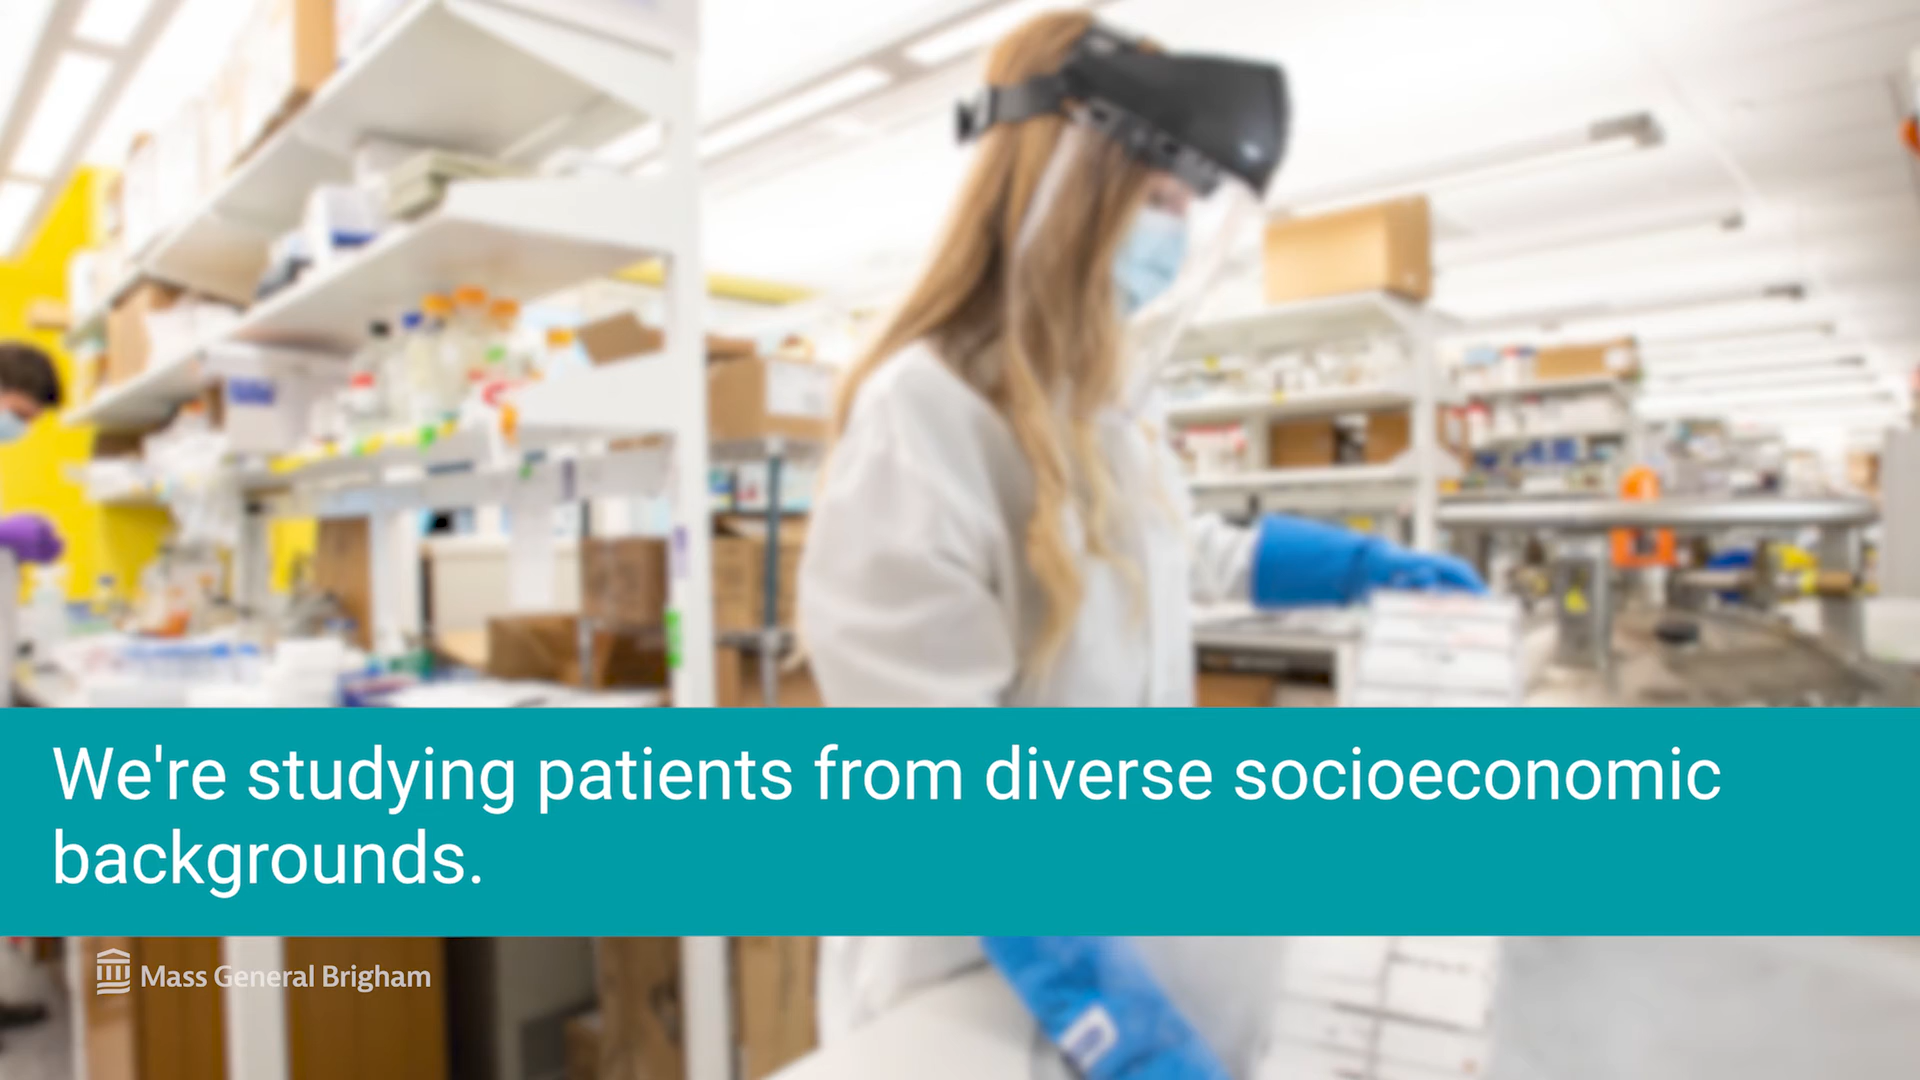 We're studying patients from diverse socioeconomic
backgrounds.
Mass General Brigham